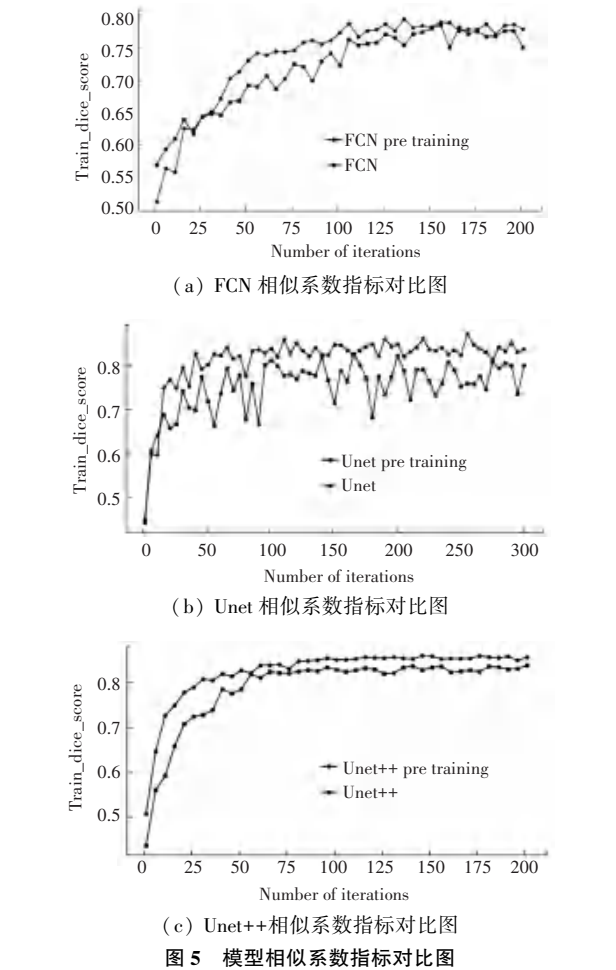 0.80
0.75
0.70
0.65
0.60
0.55
0.50
Train_dice_score
FCN pre training
FCN
0 25 50 75 100 125 150 175 200
Number of iterations
(a) FCN 相似系数指标对比图
0.8
0.7
0.6
0.5
Train_dice_score
Unet pre training
Unet
0 50 100 150 200 250 300
Number of iterations
(b) Unet 相似系数指标对比图
0.8
0.7
0.6
0.5
Train_dice_score
Unet++ pre training
Unet++
0 25 50 75 100 125 150 175 200
Number of iterations
(c) Unet++相似系数指标对比图
图 5 模型相似系数指标对比图